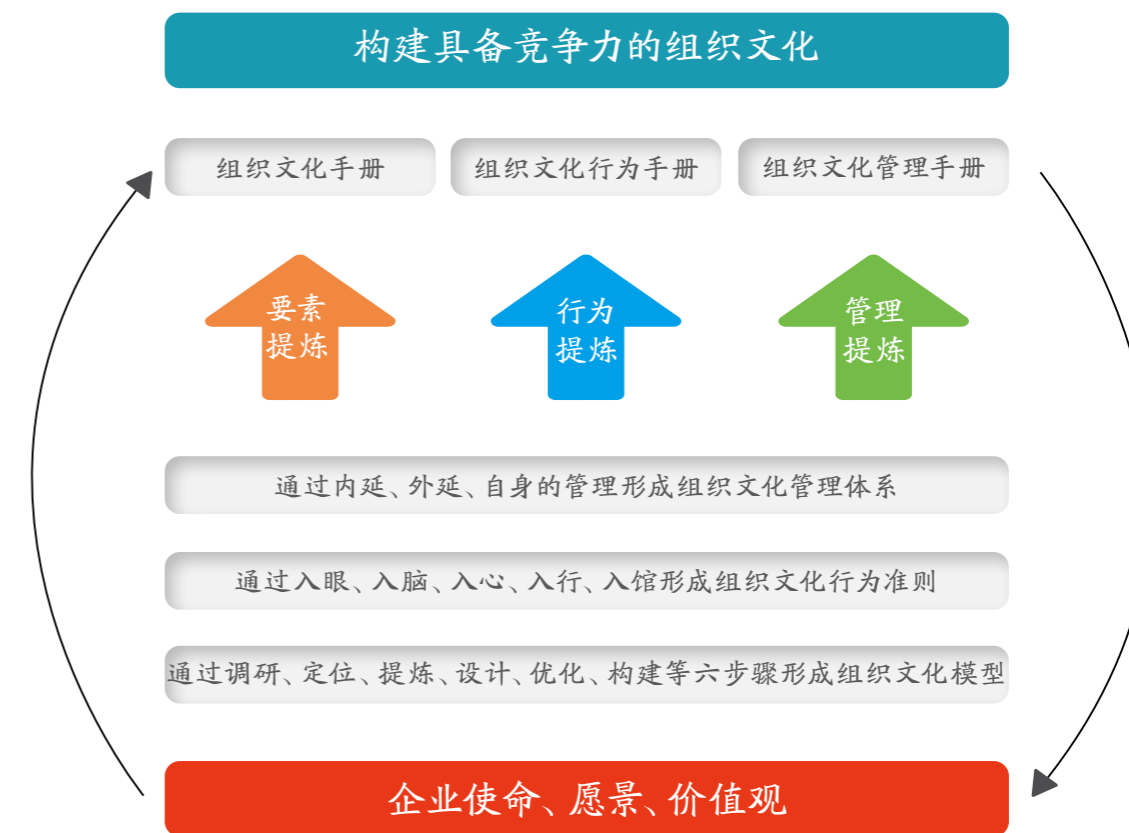 构建具备竞争力的组织文化
组织文化手册
组织文化行为手册
组织文化管理手册
要素
提炼
行为
提炼
管理
提炼
通过内延、外延、自身的管理形成组织文化管理体系
通过入眼、入脑、入心、入行、入馆形成组织文化行为准则
通过调研、定位、提炼、设计、优化、构建等六步骤形成组织文化模型
企业使命、愿景、价值观